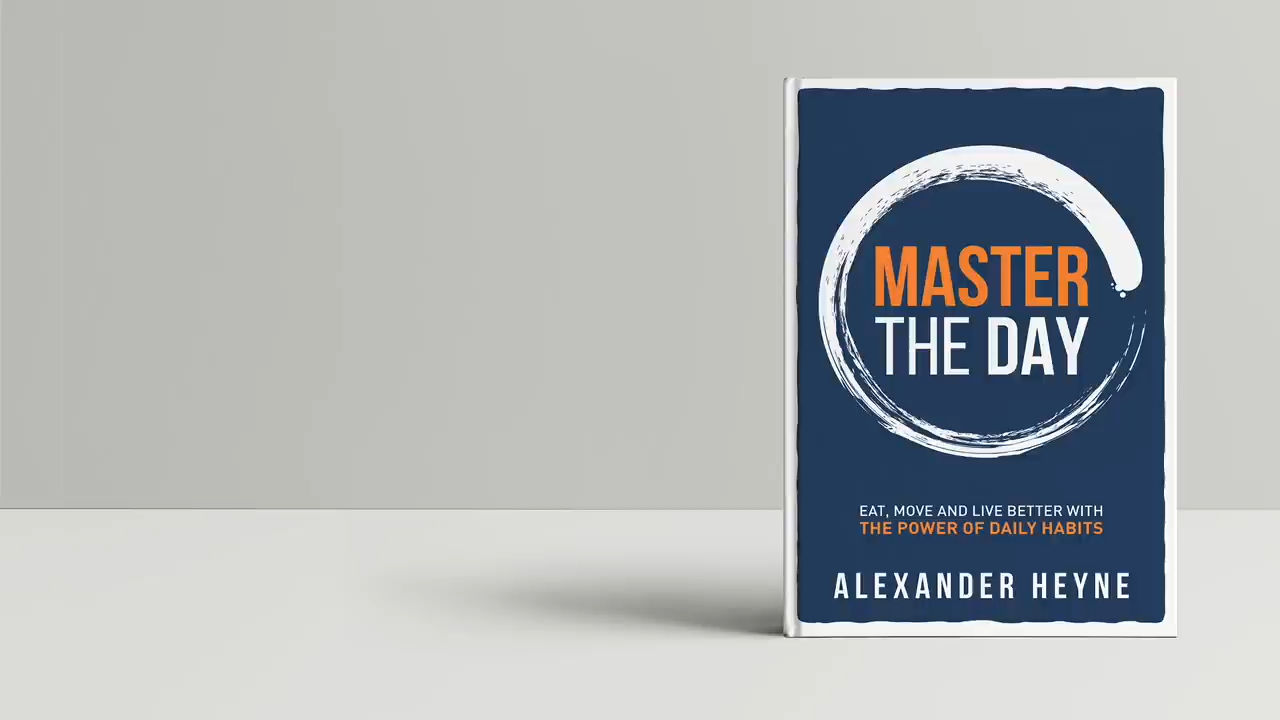 MASTER
THE DAY
EAT, MOVE AND LIVE BETTER WITH
THE POWER OF DAILY HABITS
ALEXANDER HEYNE